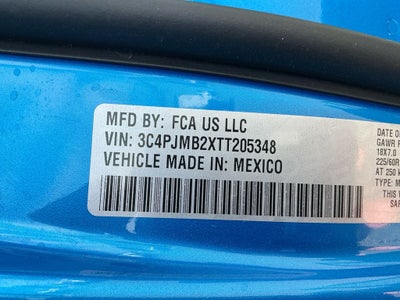 MFD BY: FCA US LLC
VIN: 3C4PJMB2XTT205348
VEHICLE MADE IN: MEXICO
DATE O
GAWR F
18X7.0
225/60R
AT 250 k
TYPE: M
THIS